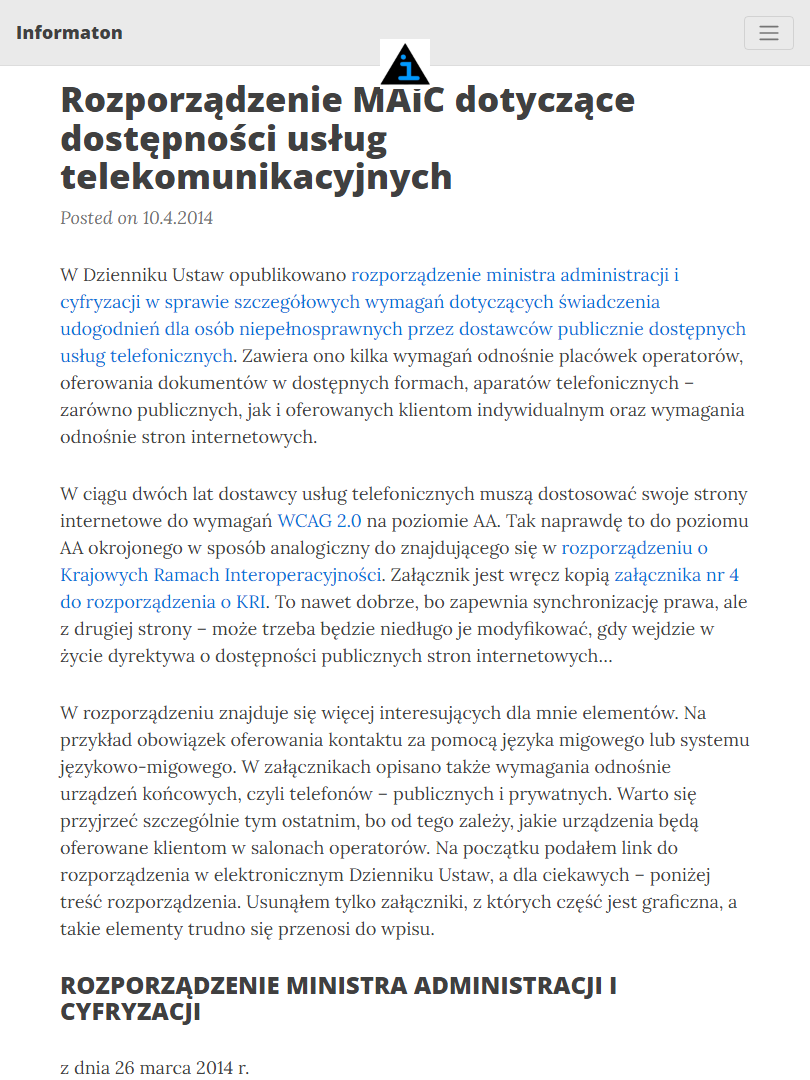 Informaton
i
Rozporządzenie MAiC dotyczące
dostępności usług
telekomunikacyjnych
Posted on 10.4.2014
W Dzienniku Ustaw opublikowano rozporządzenie ministra administracji i
cyfryzacji w sprawie szczegółowych wymagań dotyczących świadczenia
udogodnień dla osób niepełnosprawnych przez dostawców publicznie dostępnych
usług telefonicznych. Zawiera ono kilka wymagań odnośnie placówek operatorów,
oferowania dokumentów w dostępnych formach, aparatów telefonicznych –
zarówno publicznych, jak i oferowanych klientom indywidualnym oraz wymagania
odnośnie stron internetowych.
W ciągu dwóch lat dostawcy usług telefonicznych muszą dostosować swoje strony
internetowe do wymagań WCAG 2.0 na poziomie AA. Tak naprawdę to do poziomu
AA okrojonego w sposób analogiczny do znajdującego się w rozporządzeniu o
Krajowych Ramach Interoperacyjności. Załącznik jest wręcz kopią załącznika nr 4
do rozporządzenia o KRI. To nawet dobrze, bo zapewnia synchronizację prawa, ale
z drugiej strony – może trzeba będzie niedługo je modyfikować, gdy wejdzie w
życie dyrektywa o dostępności publicznych stron internetowych…
W rozporządzeniu znajduje się więcej interesujących dla mnie elementów. Na
przykład obowiązek oferowania kontaktu za pomocą języka migowego lub systemu
językowo-migowego. W załącznikach opisano także wymagania odnośnie
urządzeń końcowych, czyli telefonów – publicznych i prywatnych. Warto się
przyjrzeć szczególnie tym ostatnim, bo od tego zależy, jakie urządzenia będą
oferowane klientom w salonach operatorów. Na początku podałem link do
rozporządzenia w elektronicznym Dzienniku Ustaw, a dla ciekawych – poniżej
treść rozporządzenia. Usunąłem tylko załączniki, z których część jest graficzna, a
takie elementy trudno się przenosi do wpisu.
ROZPORZĄDZENIE MINISTRA ADMINISTRACJI I
CYFRYZACJI
z dnia 26 marca 2014 r.